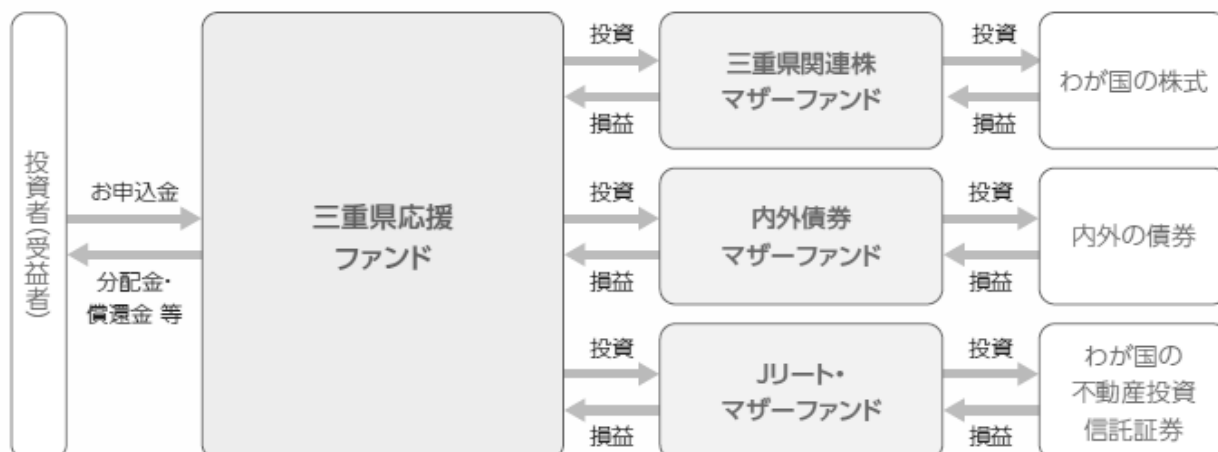 投資者(受益者)
お申込金
分配金・
償還金 等
三重県応援
ファンド
投資
損益
三重県関連株
マザーファンド
投資
損益
わが国の株式
投資
損益
内外債券
マザーファンド
投資
損益
内外の債券
投資
損益
Jリート・
マザーファンド
投資
損益
わが国の
不動産投資
信託証券